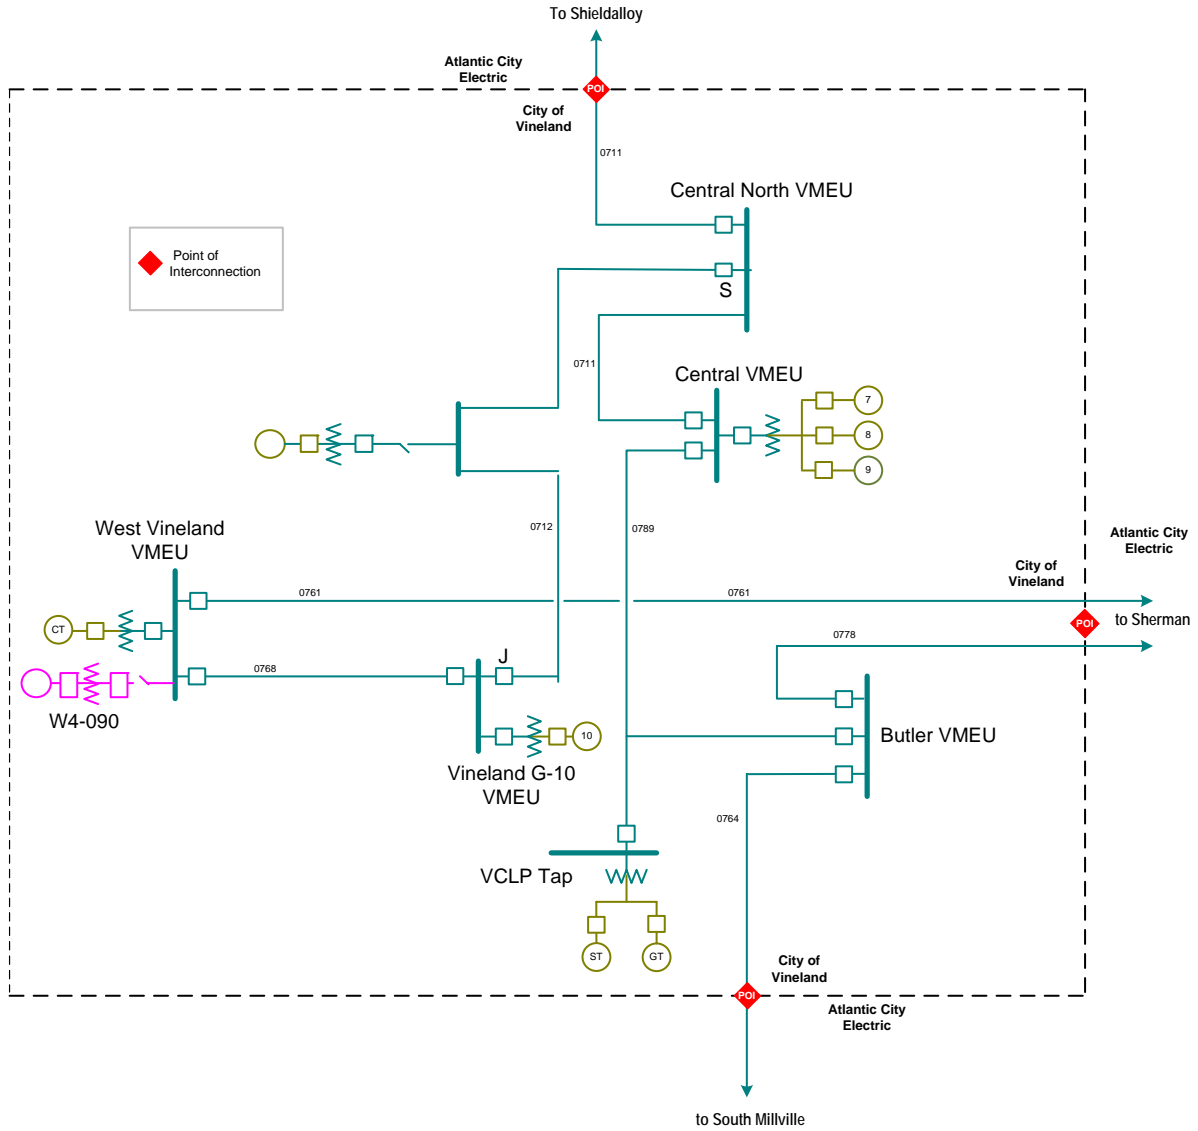 To Shieldalloy
Atlantic City
Electric
POI
City of
Vineland
0711
Central North VMEU
Point of
Interconnection
S
0711
Central VMEU
7
8
9
West Vineland
VMEU
0712
0789
Atlantic City
Electric
City of
Vineland
0761
0761
POI
to Sherman
CT
0778
J
0768
W4-090
10
Butler VMEU
Vineland G-10
VMEU
0764
VCLP Tap
ST
GT
City of
Vineland
POI
Atlantic City
Electric
to South Millville